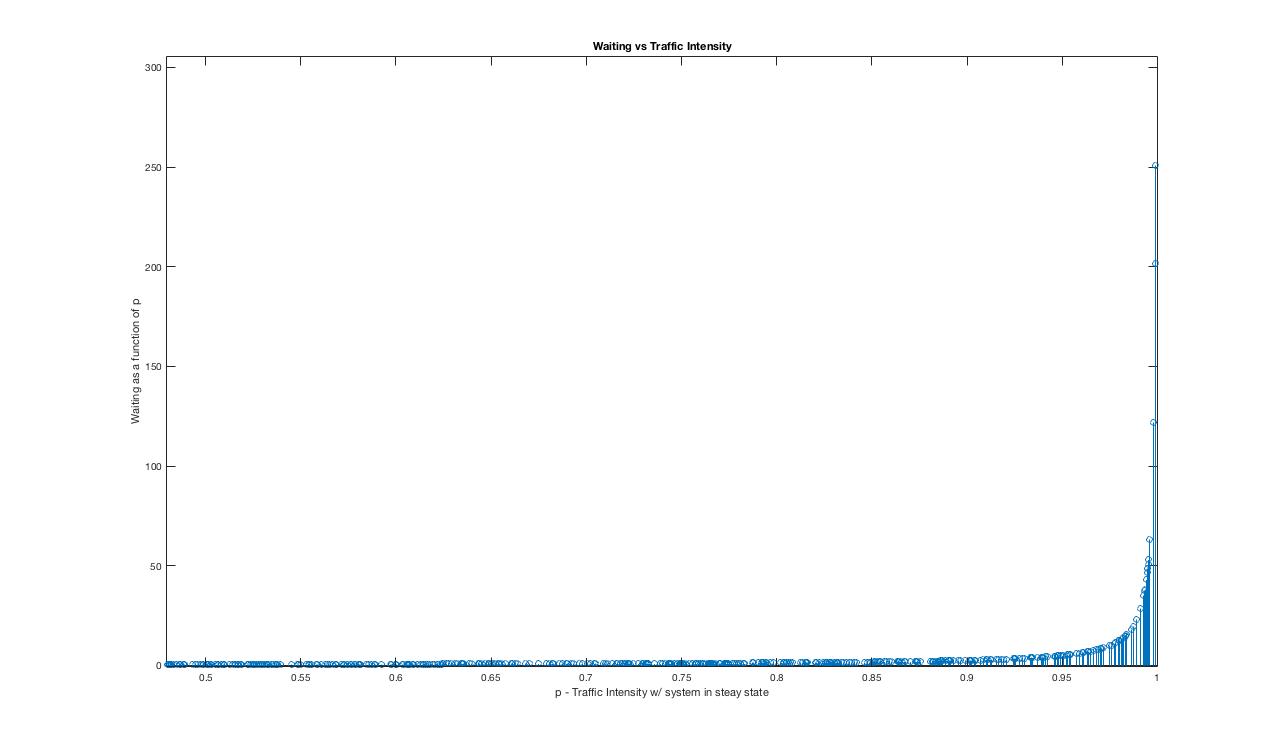 Waiting vs Traffic Intensity
300
250
200
150
100
50
0
Waiting as a function of p
0.5 0.55 0.6 0.65 0.7 0.75 0.8 0.85 0.9 0.95 1
p - Traffic Intensity w/ system in steay state